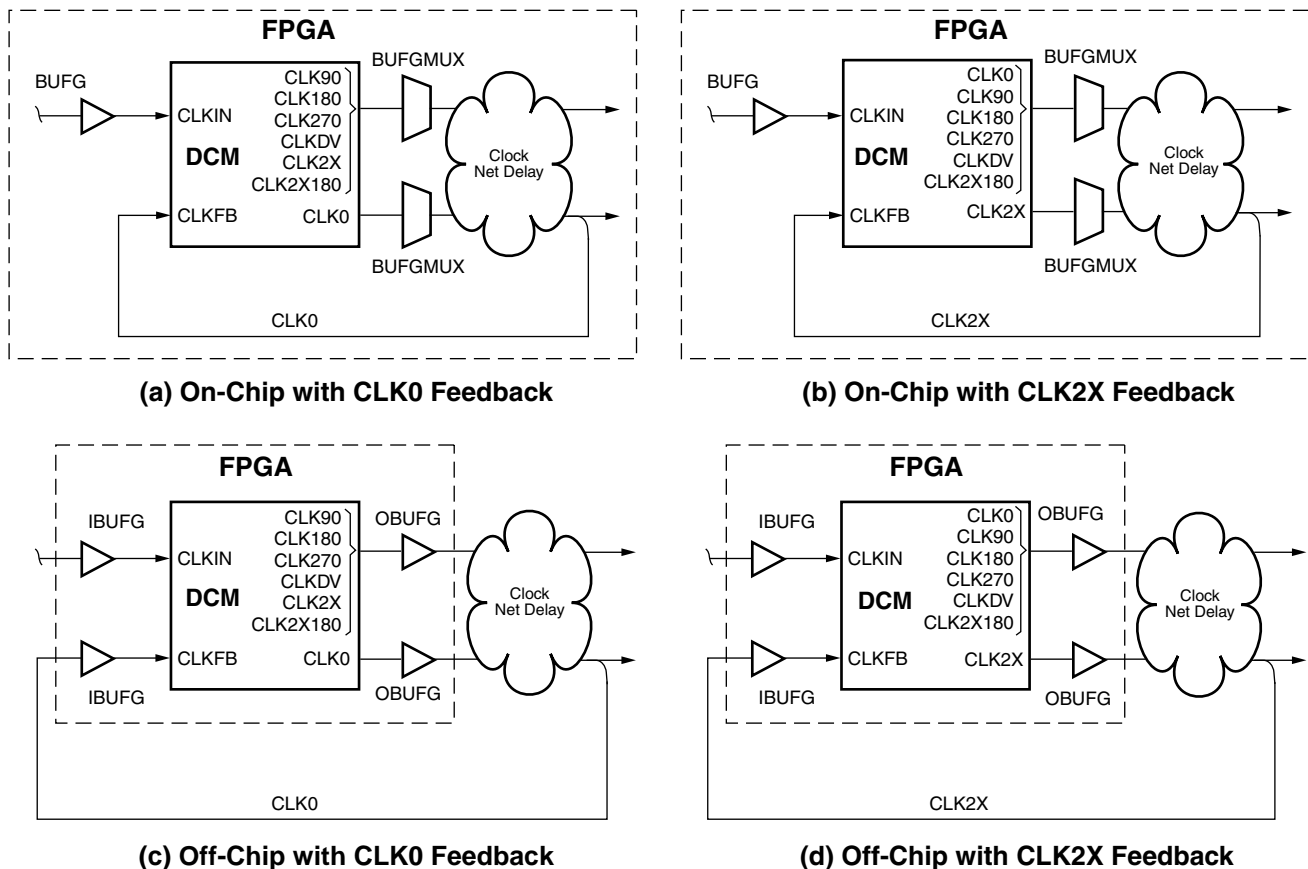 FPGA
BUFG
CLKIN
DCM
CLKFB
CLK90
CLK180
CLK270
CLKDV
CLK2X
CLK2X180
CLK0
BUFGMUX
BUFGMUX
Clock
Net Delay
CLK0
(a) On-Chip with CLK0 Feedback
FPGA
BUFG
CLKIN
DCM
CLKFB
CLK0
CLK90
CLK180
CLK270
CLKDV
CLK2X180
CLK2X
BUFGMUX
BUFGMUX
Clock
Net Delay
CLK2X
(b) On-Chip with CLK2X Feedback
FPGA
IBUFG
IBUFG
CLKIN
DCM
CLKFB
CLK90
CLK180
CLK270
CLKDV
CLK2X
CLK2X180
CLK0
OBUFG
OBUFG
Clock
Net Delay
CLK0
(c) Off-Chip with CLK0 Feedback
FPGA
IBUFG
IBUFG
CLKIN
DCM
CLKFB
CLK0
CLK90
CLK180
CLK270
CLKDV
CLK2X180
CLK2X
OBUFG
OBUFG
Clock
Net Delay
CLK2X
(d) Off-Chip with CLK2X Feedback